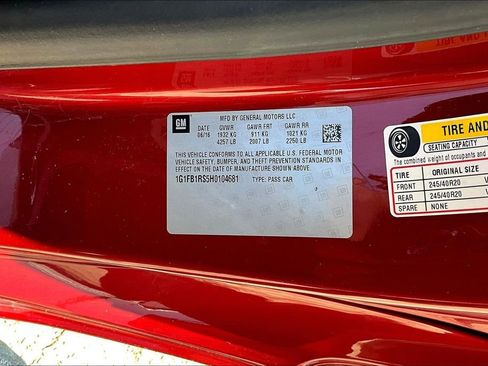 GM
MFD BY GENERAL MOTORS LLC
DATE GVWR GAWR FRT GAWR RR
06/16 1932 KG 911 KG 1021 KG
4257 LB 2007 LB 2250 LB
THIS VEHICLE CONFORMS TO ALL APPLICABLE U.S. FEDERAL MOTOR
VEHICLE SAFETY, BUMPER, AND THEFT PREVENTION STANDARDS IN
EFFECT ON THE DATE OF MANUFACTURE SHOWN ABOVE.
1G1FB1RS5H0104681 TYPE: PASS CAR
TIRE AND
SEATING CAPACITY
The combined weight of occupants and
TIRE ORIGINAL SIZE
FRONT 245/40R20
REAR 245/40R20
SPARE NONE